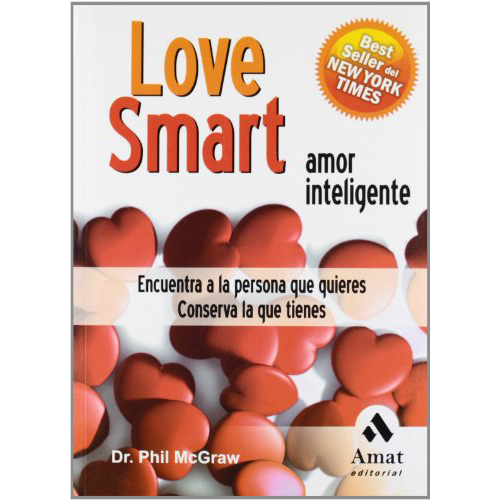 Love
Smart
amor
inteligente
Best
Seller del
NEW YORK
TIMES
Encuentra a la persona que quieres
Conserva la que tienes
Dr. Phil McGraw
Amat
editorial